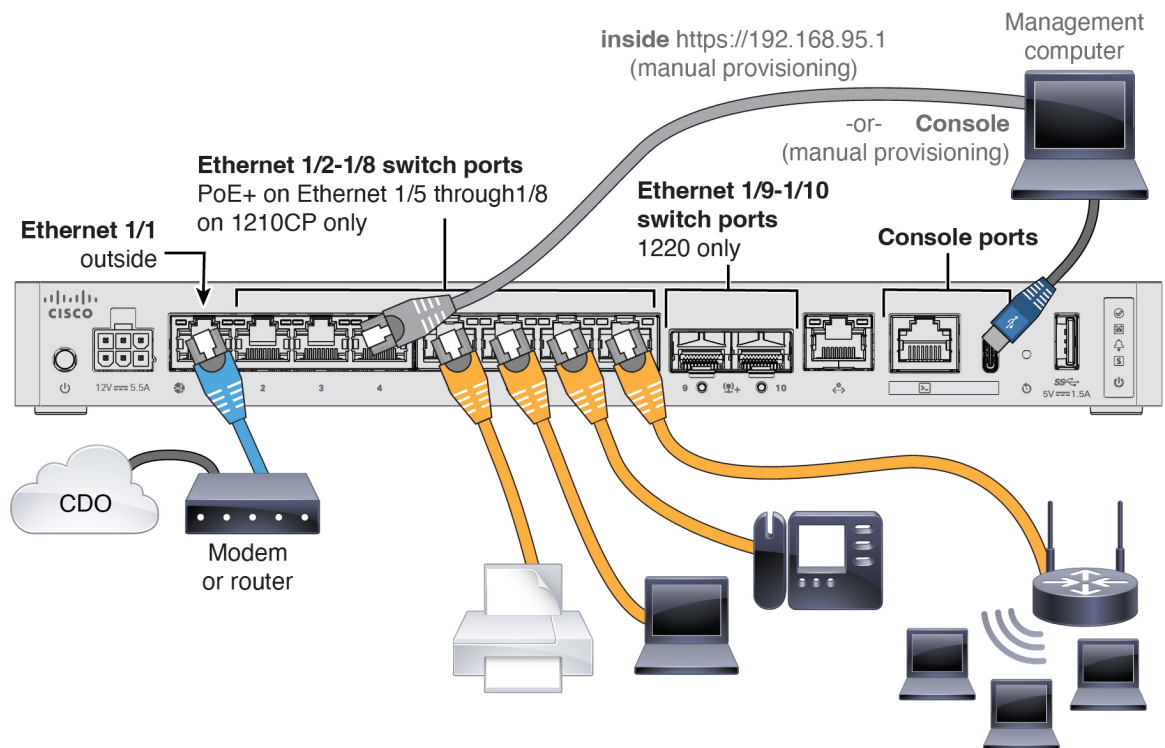 Management
computer
inside https://192.168.95.1
(manual provisioning)
-or- Console
(manual provisioning)
Ethernet 1/2-1/8 switch ports
PoE+ on Ethernet 1/5 through1/8
on 1210CP only
Ethernet 1/9-1/10
switch ports
1220 only
Ethernet 1/1
outside
Console ports
CISCO
12V 5.5A
2
3
4
9
+
10
>_
S
SS
5V 1.5A
CDO
Modem
or router